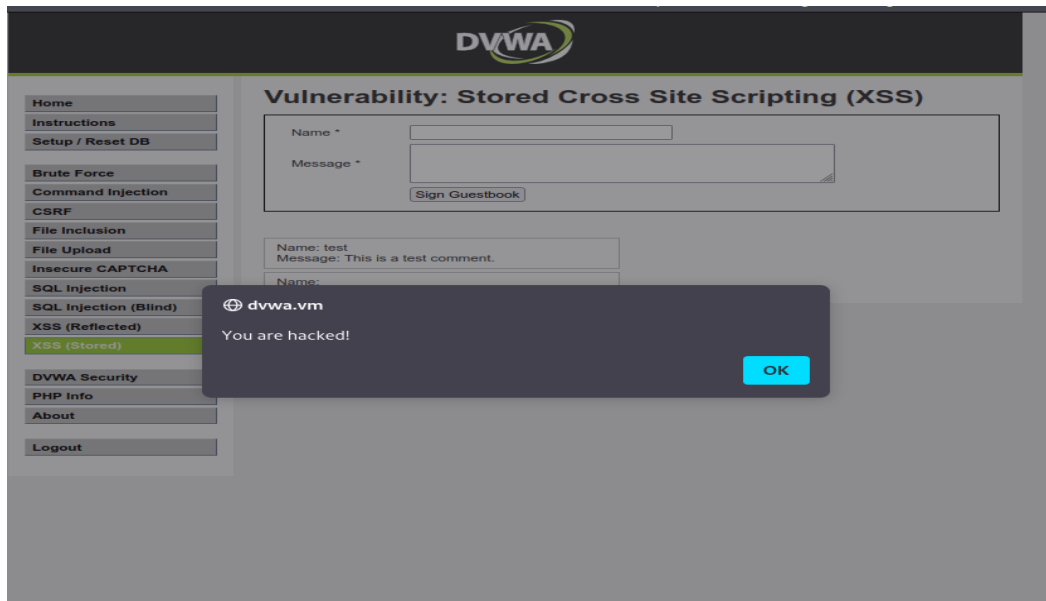 DVWA
Vulnerability: Stored Cross Site Scripting (XSS)
Home
Instructions
Setup / Reset DB
Brute Force
Command Injection
CSRF
File Inclusion
File Upload
Insecure CAPTCHA
SQL Injection
SQL Injection (Blind)
XSS (Reflected)
XSS (Stored)
DVWA Security
PHP Info
About
Logout
Name *
Message *
Sign Guestbook
Name: test
Message: This is a test comment.
Name:
dvwa.vm
You are hacked!
OK